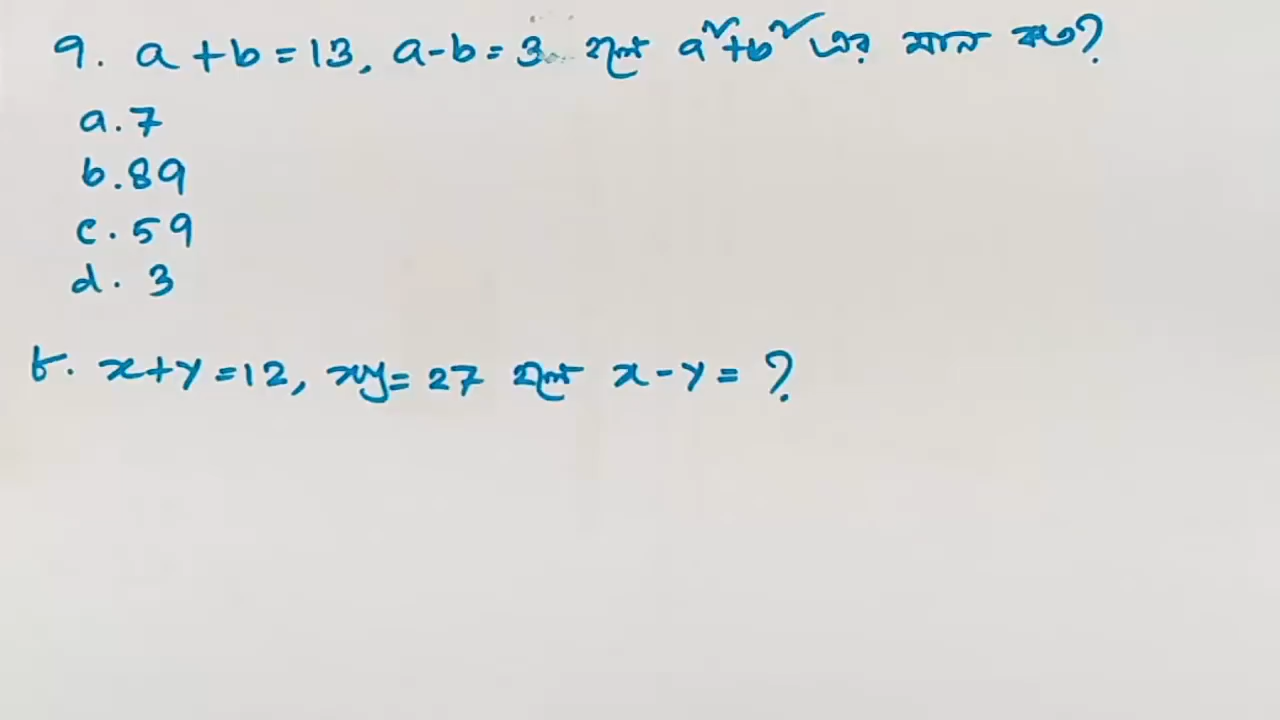 ৭. a + b = 13, a - b = 3 হলে a² + b² এর মান কত?
a. 7
b. 89
c. 59
d. 3
৮. x + y = 12, xy = 27 হলে x - y = ?